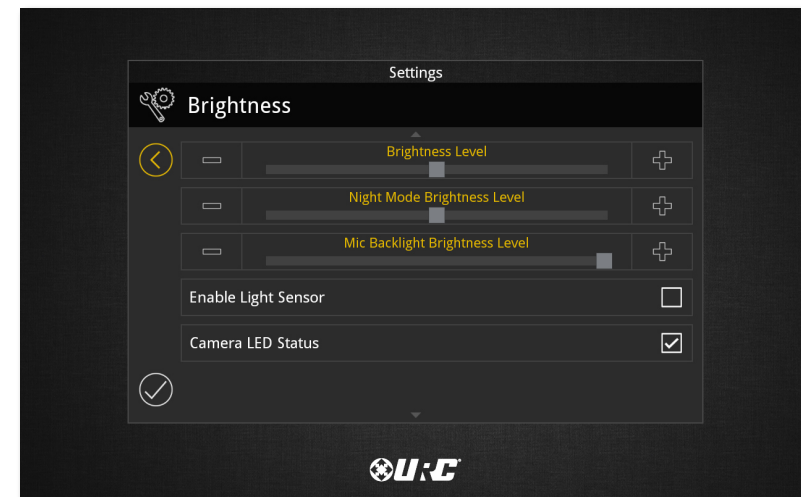 Settings
Brightness
Brightness Level
Night Mode Brightness Level
Mic Backlight Brightness Level
Enable Light Sensor
Camera LED Status
URC